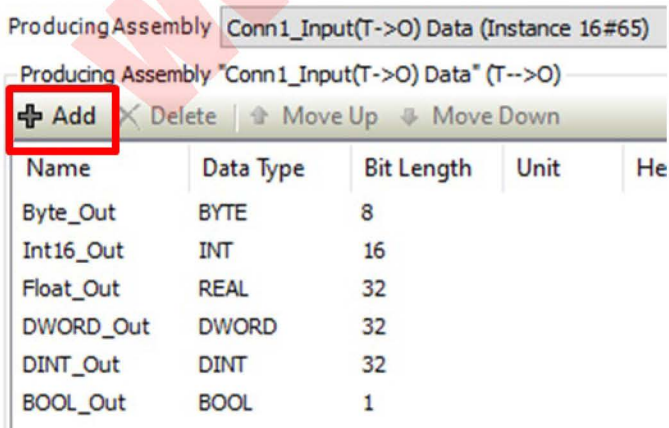 Producing Assembly Conn1_Input(T->O) Data (Instance 16#65)
Producing Assembly "Conn1_Input(T->O) Data" (T-->O)
Add Delete Move Up Move Down
Name Data Type Bit Length Unit
Byte_Out BYTE 8
Int16_Out INT 16
Float_Out REAL 32
DWORD_Out DWORD 32
DINT_Out DINT 32
BOOL_Out BOOL 1